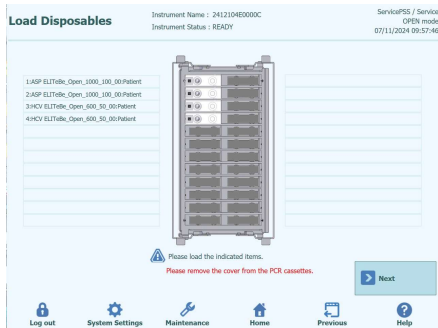 Load Disposables
Instrument Name : 2412104E0000C
Instrument Status : READY
ServicePSS / Service
OPEN mode
07/11/2024 09:57:46
1:ASP ELITeBe_Open_1000_100_00:Patient
2:ASP ELITeBe_Open_1000_100_00:Patient
3:HCV ELITeBe_Open_600_50_00:Patient
4:HCV ELITeBe_Open_600_50_00:Patient
Please load the indicated items.
Please remove the cover from the PCR cassettes.
Next
Log out
System Settings
Maintenance
Home
Previous
Help